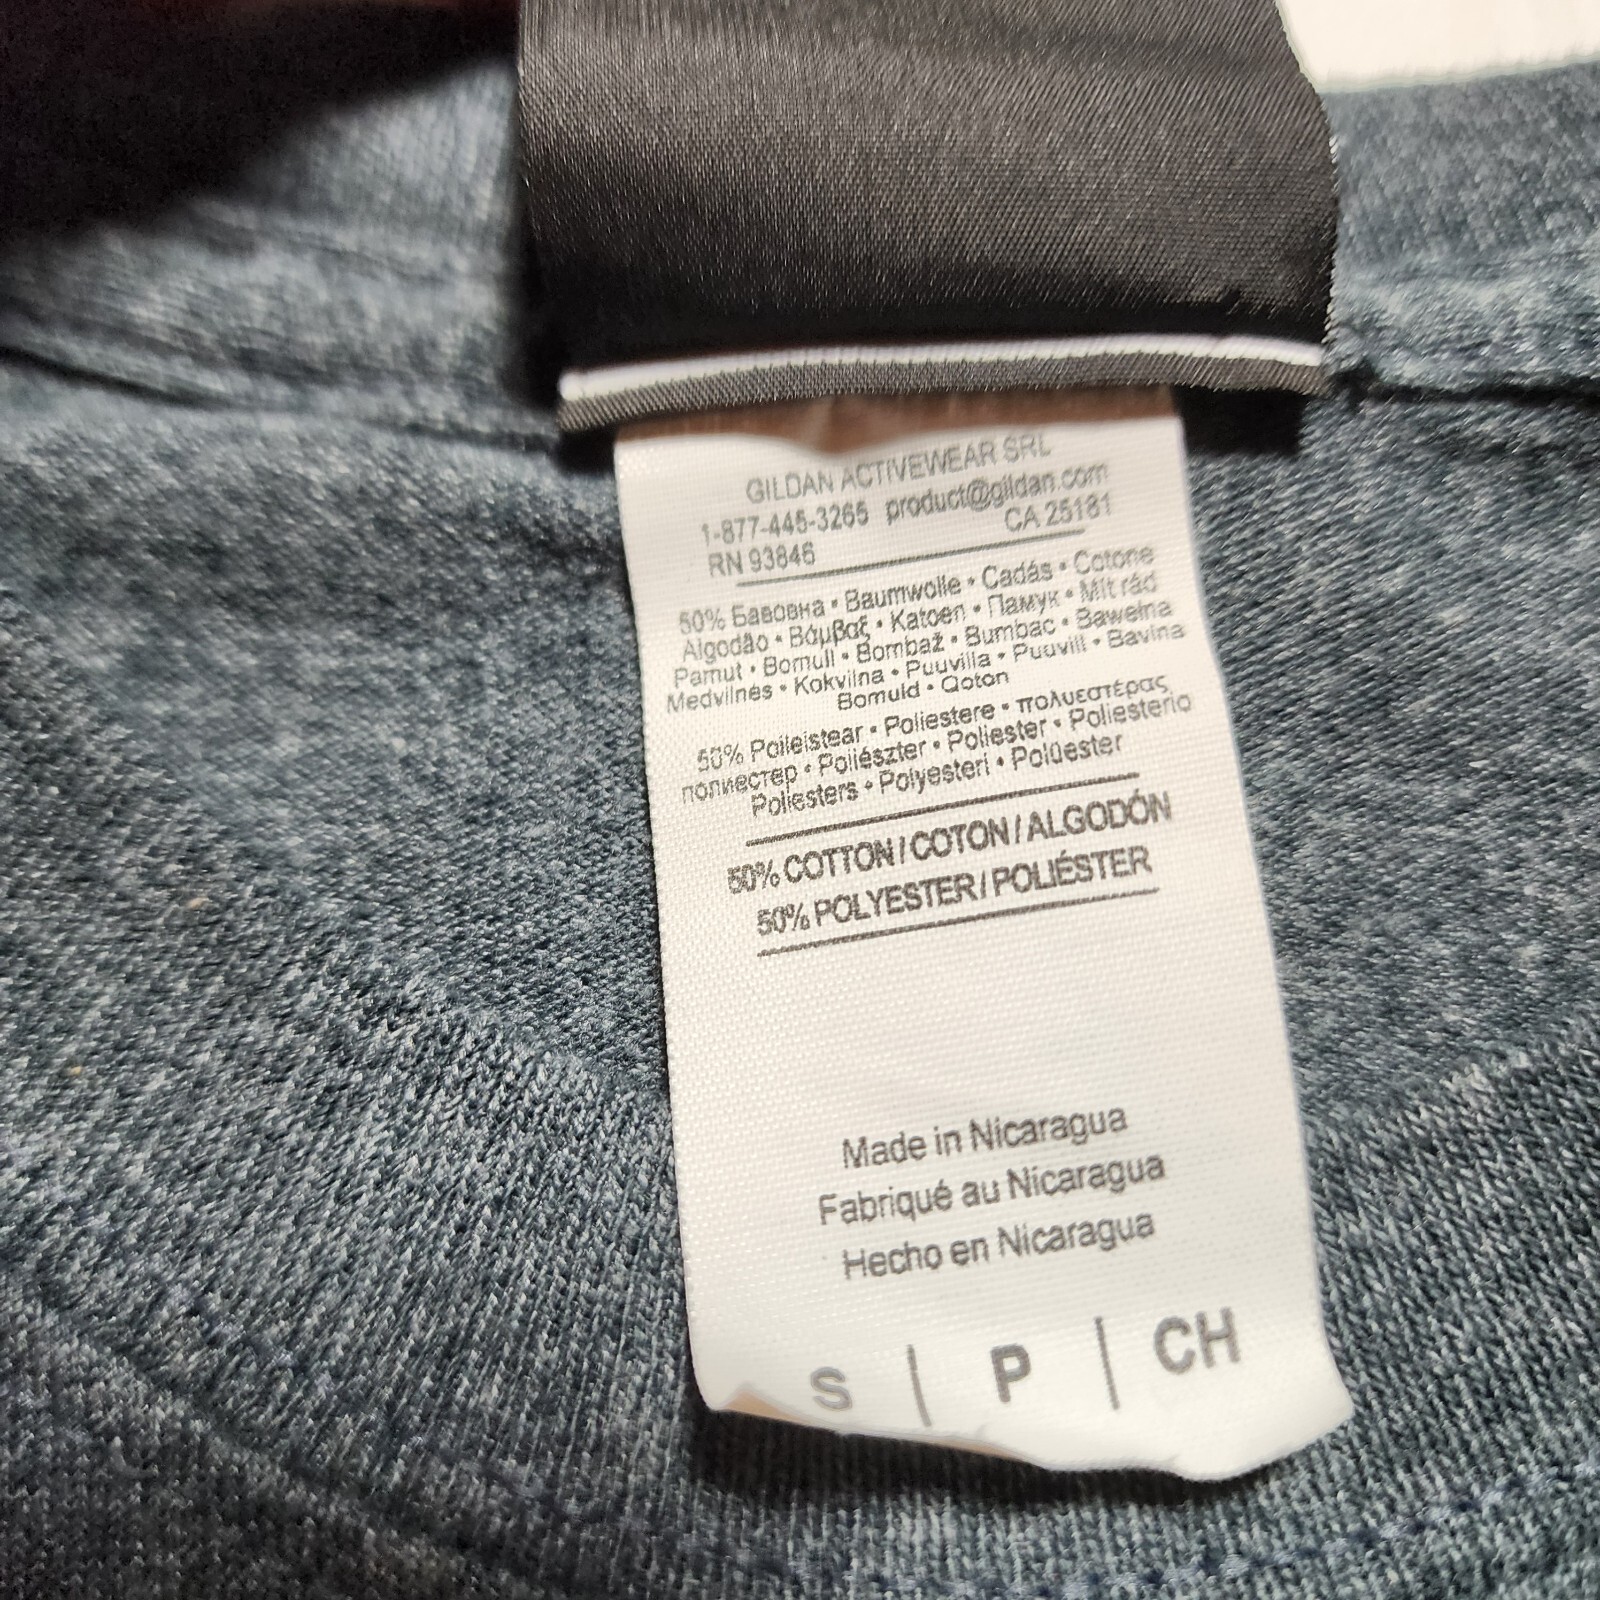 GILDAN ACTIVEWEAR SRL
1-877-445-3265 product@gildan.com
RN 93846 CA 25181
50% Бавовна • Baumwolle • Cadás • Cotone
Algodão • Βάμβαξ • Katoen • Памук • Mit rád
Pamut • Bomull • Bombaž • Bumbac • Bawełna
Medvilnės • Kokvilna • Puuvilla • Puuvill • Bavlna
Bomuld • Qoton
50% Poileistear • Poliestere • πολυεστέρας
полиестер • Poliészter • Poliester • Poliesterio
Poliesters • Polyesteri • Polüester
50% COTTON / COTON / ALGODÓN
50% POLYESTER / POLIÉSTER
Made in Nicaragua
Fabriqué au Nicaragua
Hecho en Nicaragua
S | P | CH